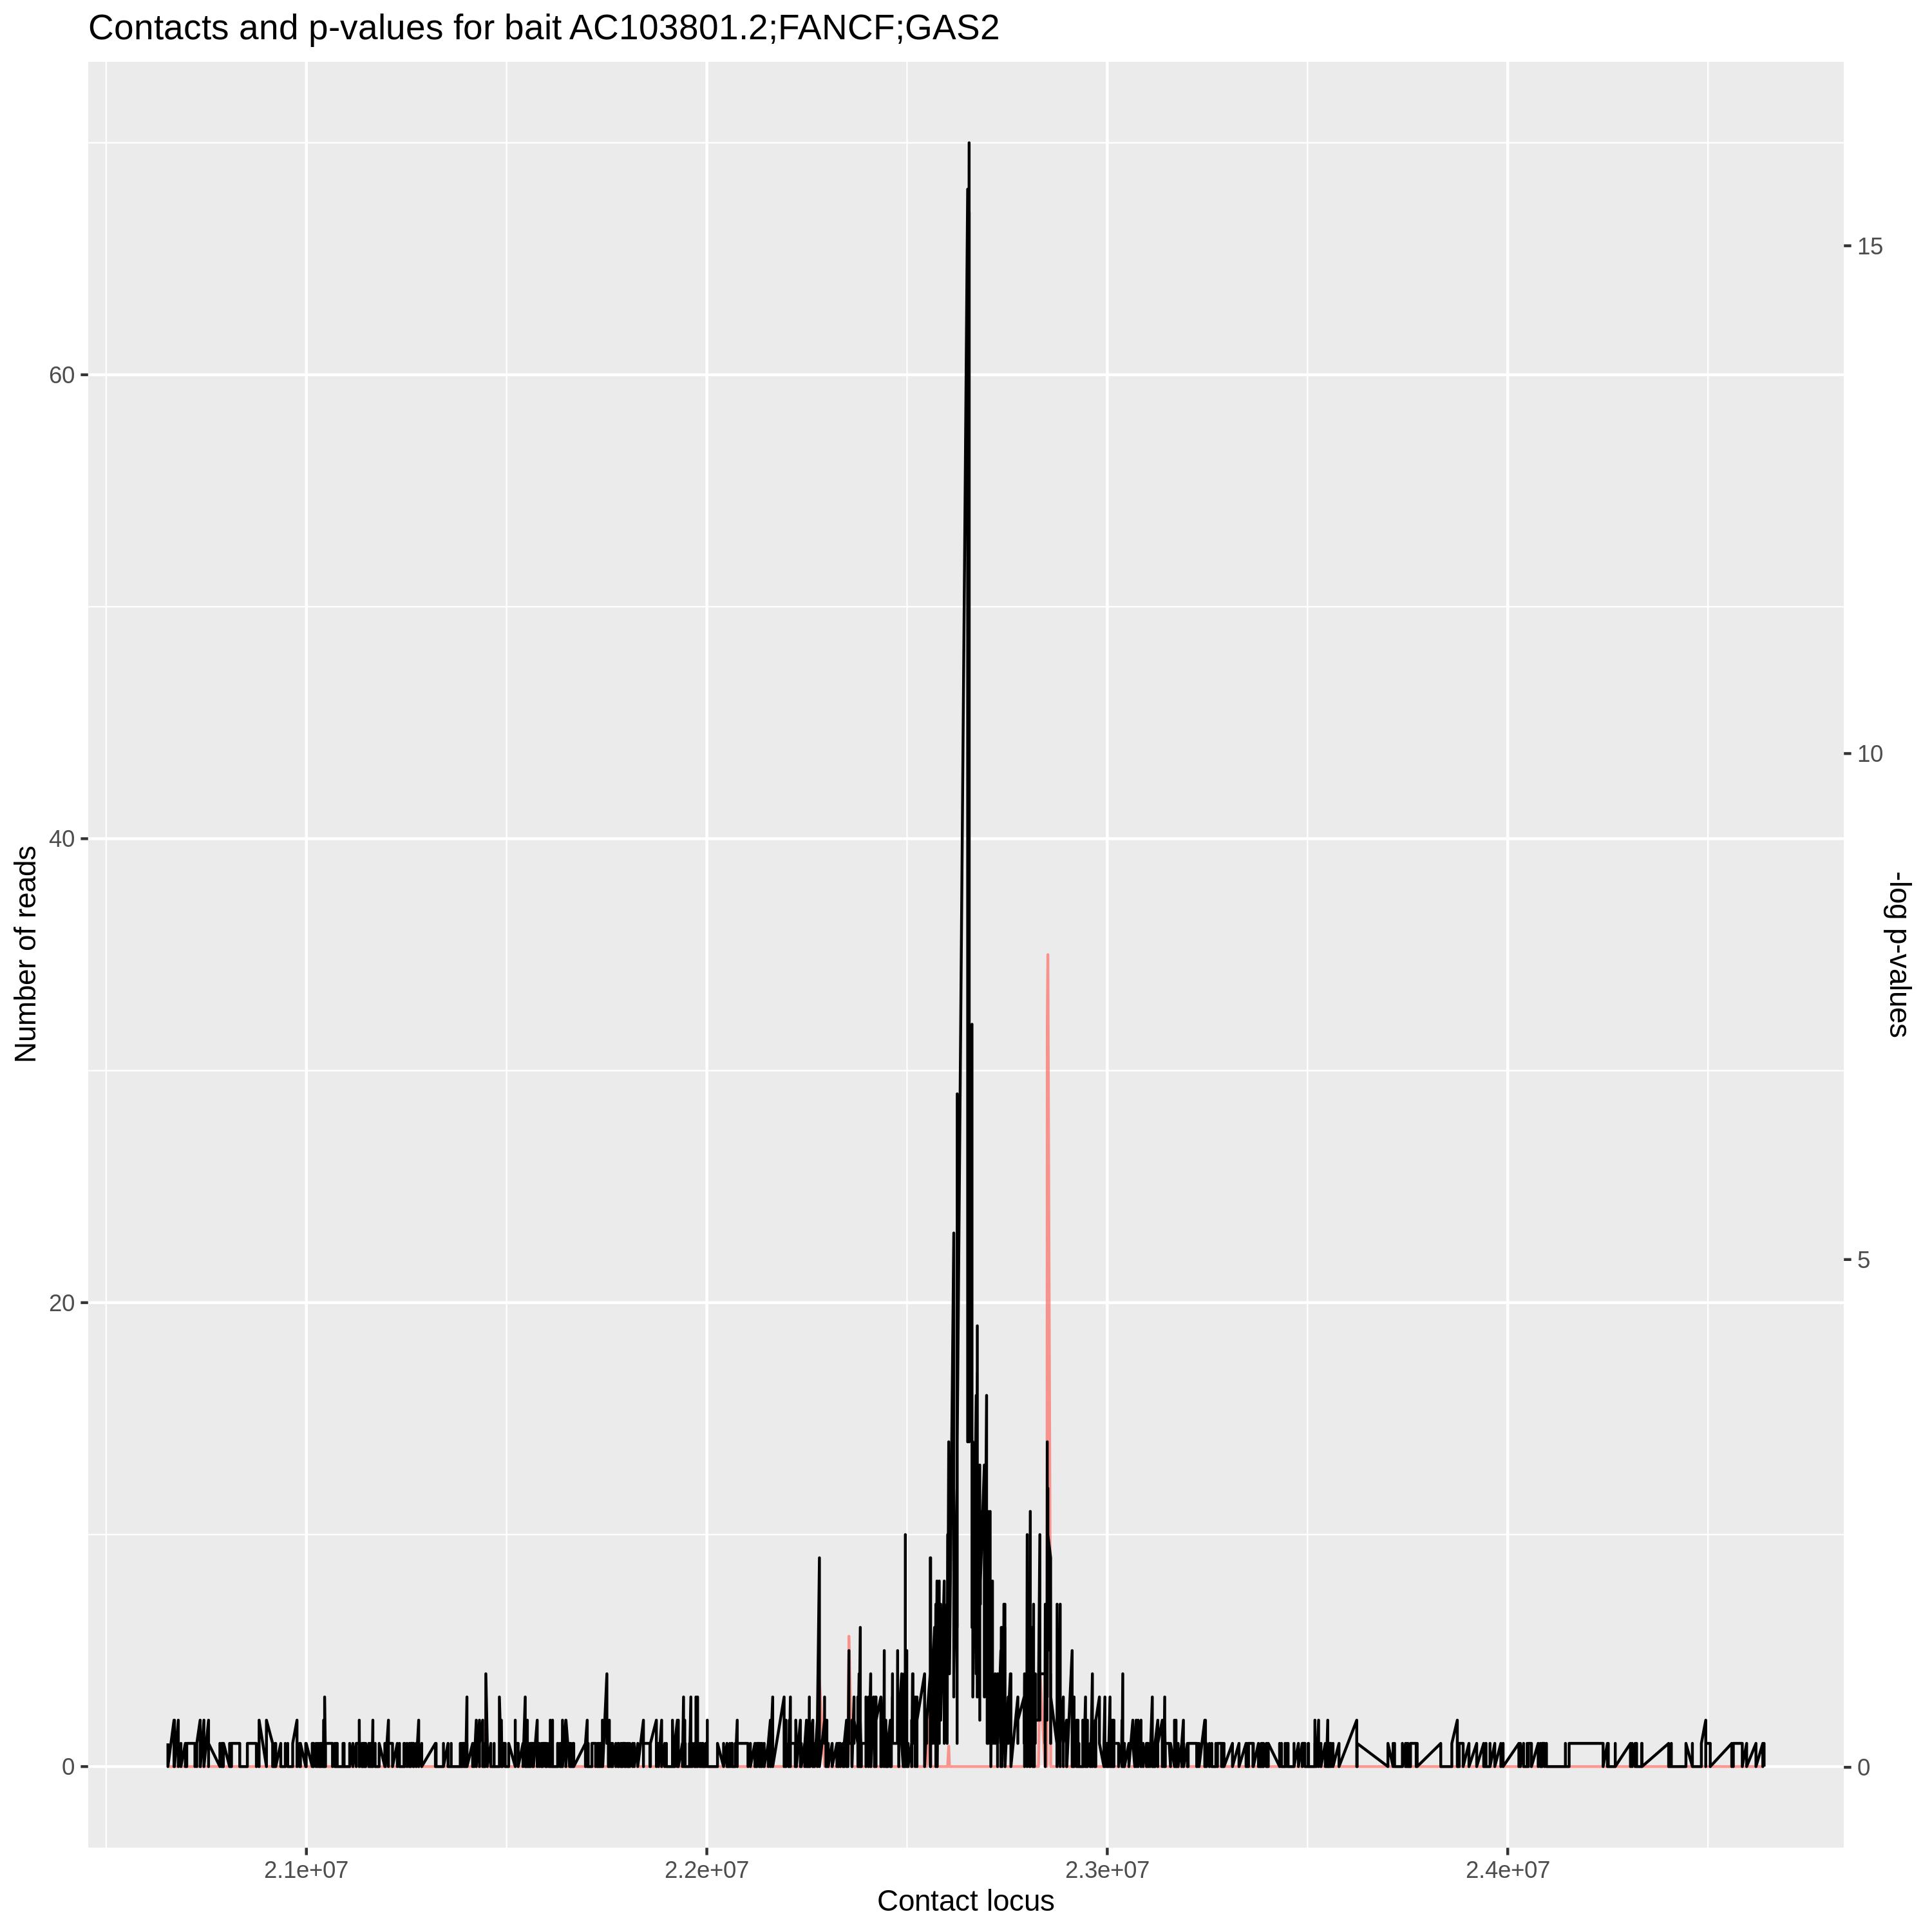 Contacts and p-values for bait AC103801.2;FANCF;GAS2
60
40
20
0
Number of reads
15
10
5
0
-log p-values
2.1e+07
2.2e+07
2.3e+07
2.4e+07
Contact locus